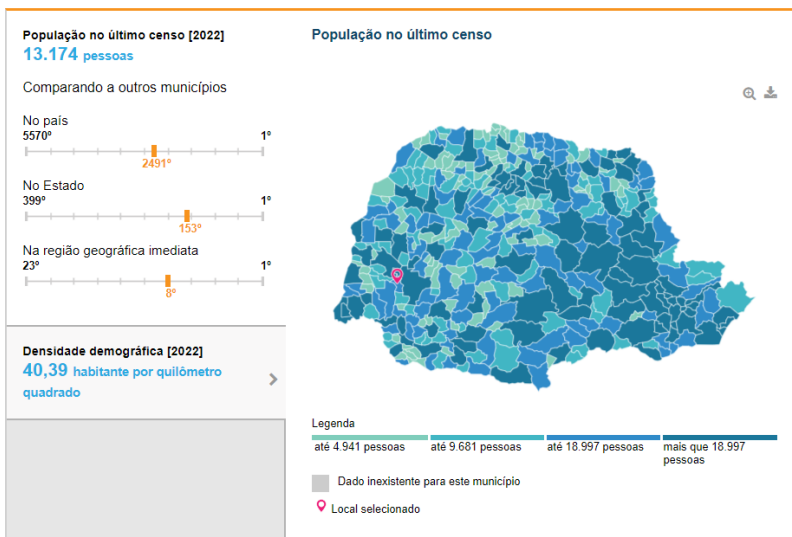 População no último censo [2022]
13.174 pessoas
Comparando a outros municípios
No país
5570º 1º
2491º
No Estado
399º 1º
153º
Na região geográfica imediata
23º 1º
8º
Densidade demográfica [2022]
40,39 habitante por quilômetro
quadrado
População no último censo
Legenda
até 4.941 pessoas
até 9.681 pessoas
até 18.997 pessoas
mais que 18.997
pessoas
Dado inexistente para este município
Local selecionado